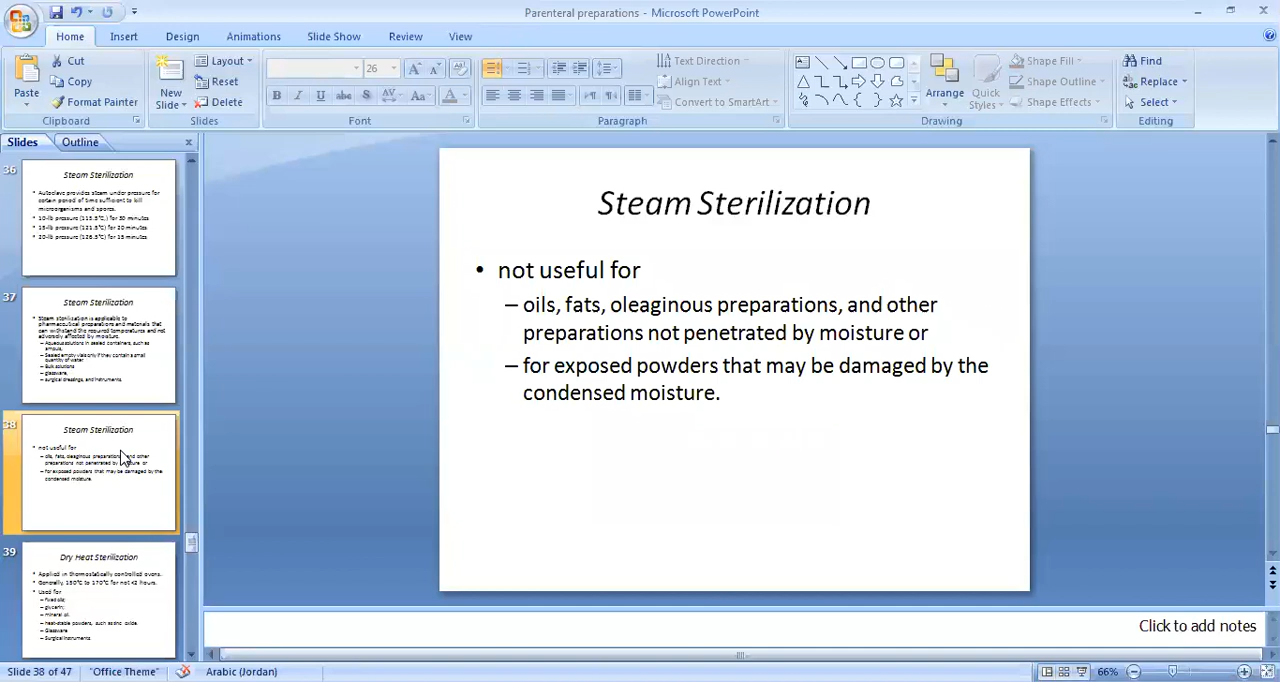 Parenteral preparations - Microsoft PowerPoint
Home Insert Design Animations Slide Show Review View
Paste
Cut
Copy
Format Painter
Clipboard
New Slide
Layout
Reset
Delete
Slides
26
B I U abc S AV Aa A
Font
Paragraph
Text Direction
Align Text
Convert to SmartArt
Arrange
Quick Styles
Shape Fill
Shape Outline
Shape Effects
Drawing
Find
Replace
Select
Editing
Slides Outline
36
Steam Sterilization
Autoclave provides steam under pressure for
certain period of time sufficient to kill
microorganisms and spores.
10-lb pressure (115.5°C,) for 30 minutes
15-lb pressure (121.5°C) for 20 minutes
20-lb pressure (126.5°C) for 15 minutes
37
Steam Sterilization
Steam sterilization is applicable to
pharmaceutical preparations and materials that
can withstand the required temperatures and not
adversely affected by moisture.
– Aqueous solutions in sealed containers, such as
ampuls,
– Sealed empty vials only if they contain a small
quantity of water
– Bulk solutions
– glassware,
– surgical dressings, and instruments.
38
Steam Sterilization
• not useful for
– oils, fats, oleaginous preparations, and other
preparations not penetrated by moisture or
– for exposed powders that may be damaged by the
condensed moisture.
39
Dry Heat Sterilization
• Applied in thermostatically controlled ovens.
• Generally, 150°C to 170°C for not <2 hours.
• Used for
– fixed oils;
– glycerin;
– mineral oil.
– heat-stable powders, such as zinc oxide.
– Glassware
– Surgical instruments
Steam Sterilization
• not useful for
– oils, fats, oleaginous preparations, and other
preparations not penetrated by moisture or
– for exposed powders that may be damaged by the
condensed moisture.
Click to add notes
Slide 38 of 47 "Office Theme" Arabic (Jordan) 66%